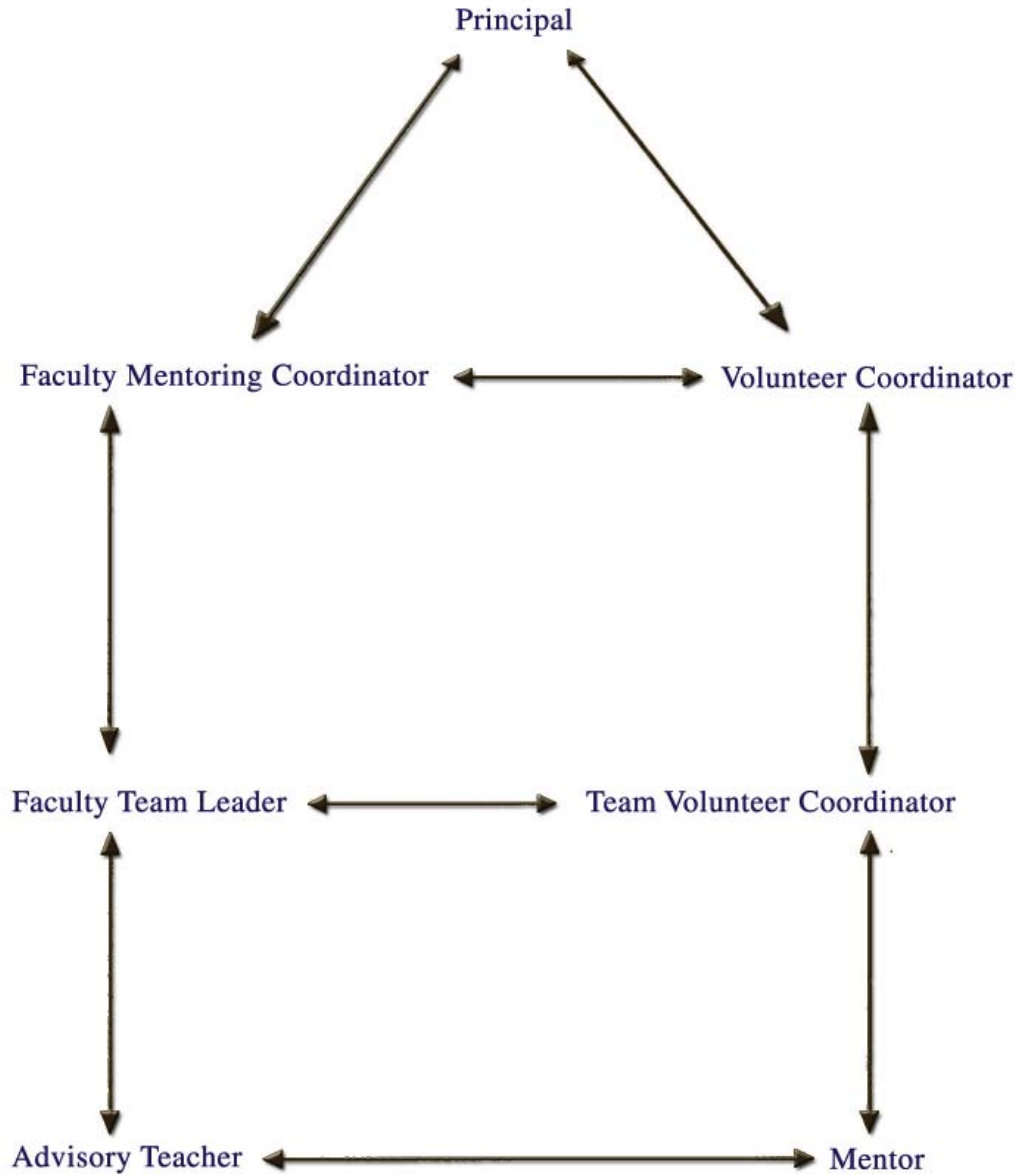 Principal
Faculty Mentoring Coordinator
Volunteer Coordinator
Faculty Team Leader
Team Volunteer Coordinator
Advisory Teacher
Mentor